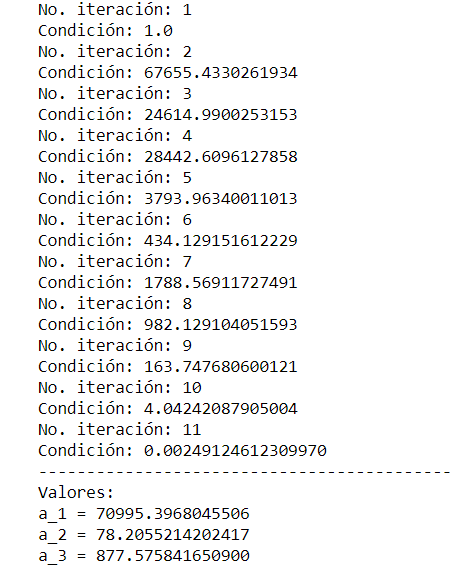 No. iteración: 1
Condición: 1.0
No. iteración: 2
Condición: 67655.4330261934
No. iteración: 3
Condición: 24614.9900253153
No. iteración: 4
Condición: 28442.6096127858
No. iteración: 5
Condición: 3793.96340011013
No. iteración: 6
Condición: 434.129151612229
No. iteración: 7
Condición: 1788.56911727491
No. iteración: 8
Condición: 982.129104051593
No. iteración: 9
Condición: 163.747680600121
No. iteración: 10
Condición: 4.04242087905004
No. iteración: 11
Condición: 0.00249124612309970
-------------------------------------------
Valores:
a_1 = 70995.3968045506
a_2 = 78.2055214202417
a_3 = 877.575841650900